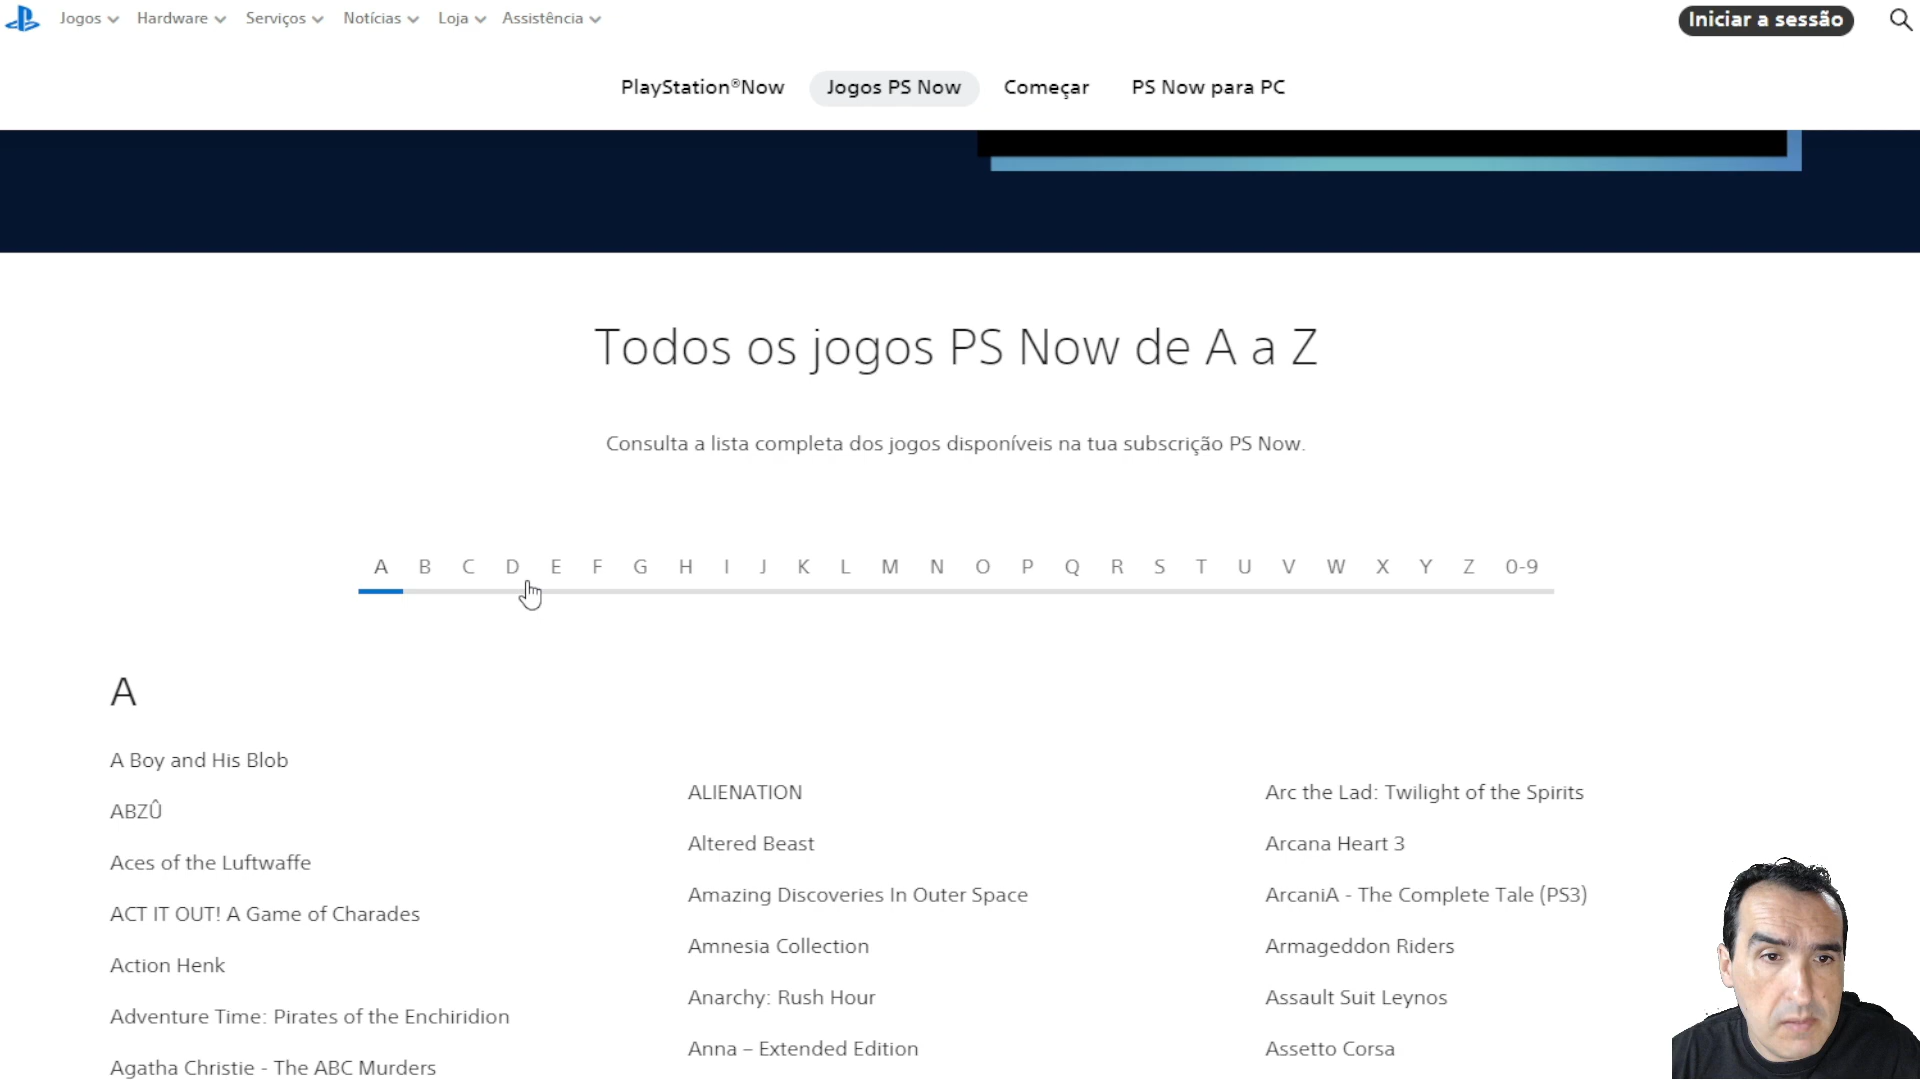 Jogos Hardware Serviços Notícias Loja Assistência Iniciar a sessão
PlayStation®Now Jogos PS Now Começar PS Now para PC
Todos os jogos PS Now de A a Z
Consulta a lista completa dos jogos disponíveis na tua subscrição PS Now.
A B C D E F G H I J K L M N O P Q R S T U V W X Y Z 0-9
A
A Boy and His Blob
ABZÛ
Aces of the Luftwaffe
ACT IT OUT! A Game of Charades
Action Henk
Adventure Time: Pirates of the Enchiridion
Agatha Christie - The ABC Murders
ALIENATION
Altered Beast
Amazing Discoveries In Outer Space
Amnesia Collection
Anarchy: Rush Hour
Anna – Extended Edition
Arc the Lad: Twilight of the Spirits
Arcana Heart 3
ArcaniA - The Complete Tale (PS3)
Armageddon Riders
Assault Suit Leynos
Assetto Corsa